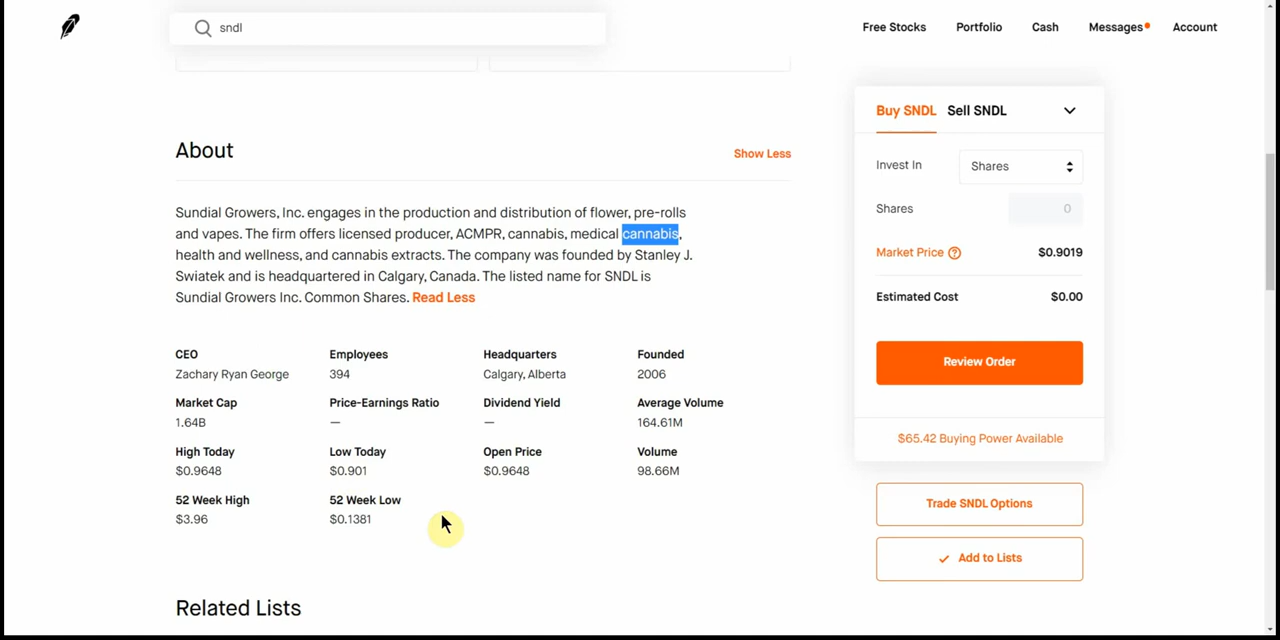 sndl
Free Stocks Portfolio Cash Messages Account
Buy SNDL Sell SNDL
Invest In Shares
Shares 0
Market Price ? $0.9019
Estimated Cost $0.00
Review Order
$65.42 Buying Power Available
Trade SNDL Options
Add to Lists
About
Show Less
Sundial Growers, Inc. engages in the production and distribution of flower, pre-rolls
and vapes. The firm offers licensed producer, ACMPR, cannabis, medical cannabis,
health and wellness, and cannabis extracts. The company was founded by Stanley J.
Swiatek and is headquartered in Calgary, Canada. The listed name for SNDL is
Sundial Growers Inc. Common Shares. Read Less
CEO Employees Headquarters Founded
Zachary Ryan George 394 Calgary, Alberta 2006
Market Cap Price-Earnings Ratio Dividend Yield Average Volume
1.64B — — 164.61M
High Today Low Today Open Price Volume
$0.9648 $0.901 $0.9648 98.66M
52 Week High 52 Week Low
$3.96 $0.1381
Related Lists